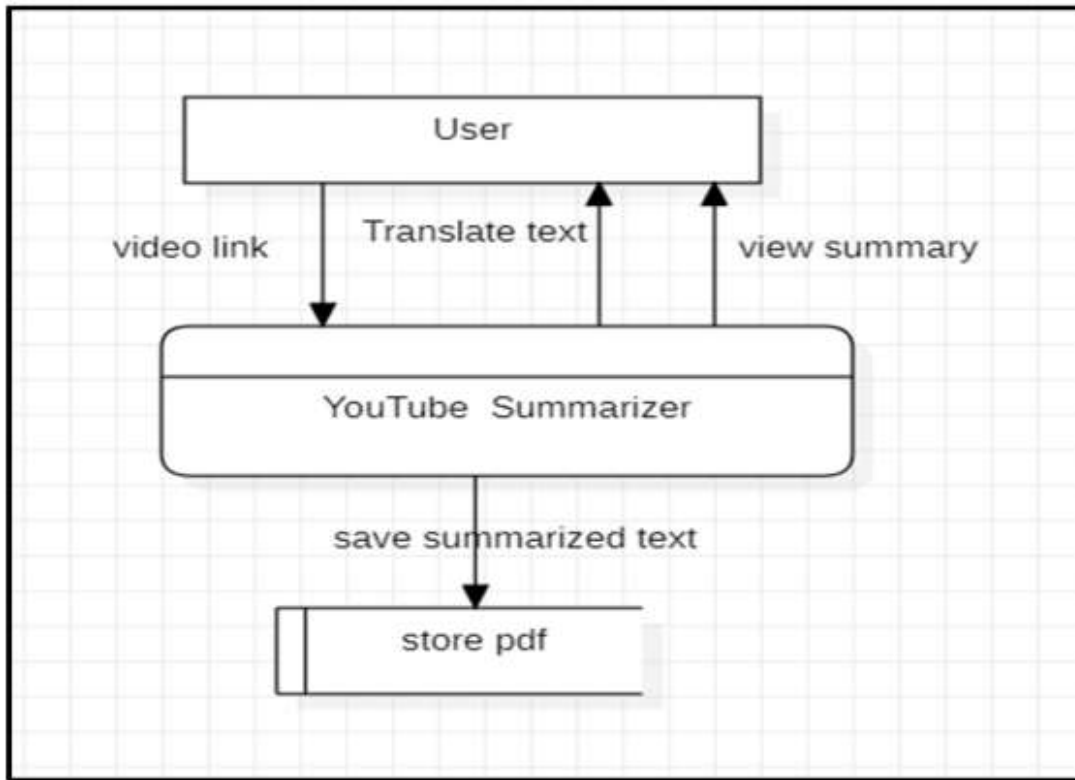 User
Translate text
video link
view summary
YouTube Summarizer
save summarized text
store pdf